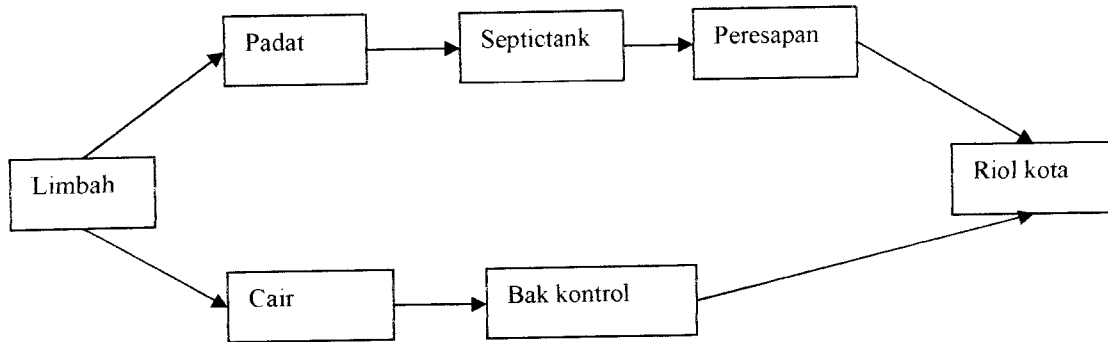 Padat
Septictank
Peresapan
Limbah
Riol kota
Cair
Bak kontrol